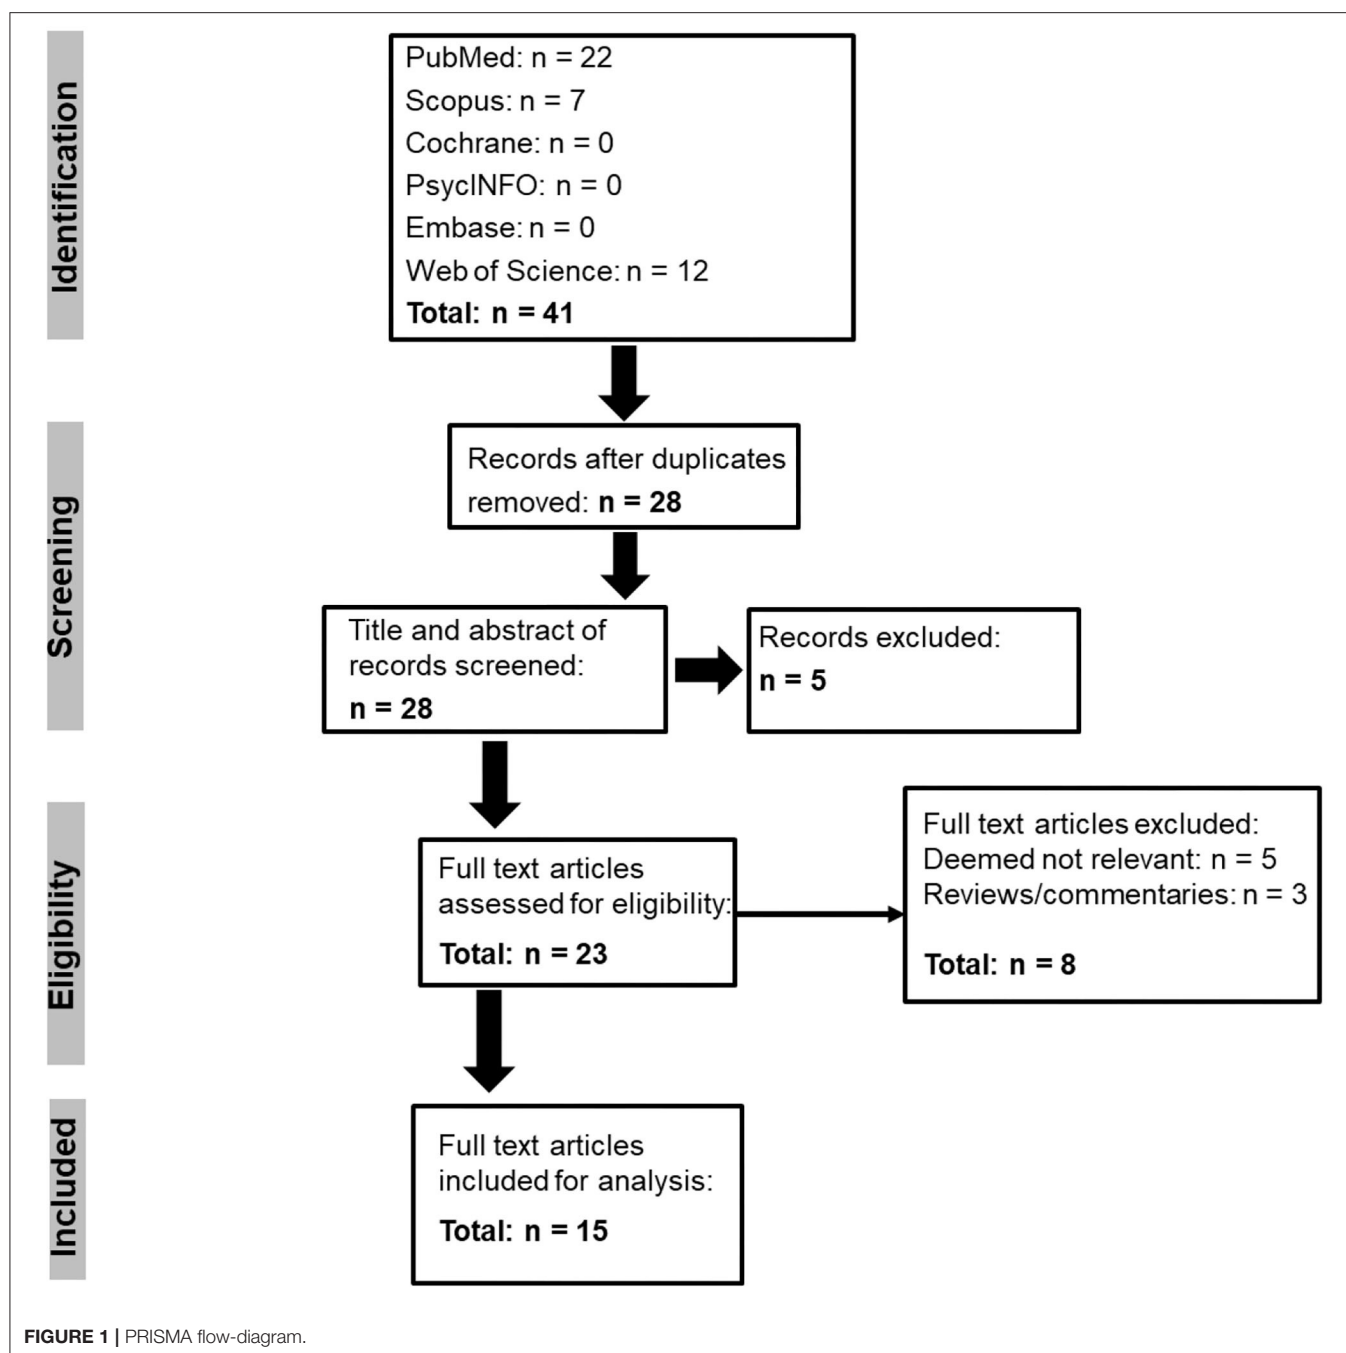 Identification
PubMed: n = 22
Scopus: n = 7
Cochrane: n = 0
PsycINFO: n = 0
Embase: n = 0
Web of Science: n = 12
Total: n = 41
Screening
Records after duplicates
removed: n = 28
Title and abstract of
records screened:
n = 28
Records excluded:
n = 5
Eligibility
Full text articles
assessed for eligibility:
Total: n = 23
Full text articles excluded:
Deemed not relevant: n = 5
Reviews/commentaries: n = 3
Total: n = 8
Included
Full text articles
included for analysis:
Total: n = 15
FIGURE 1 | PRISMA flow-diagram.